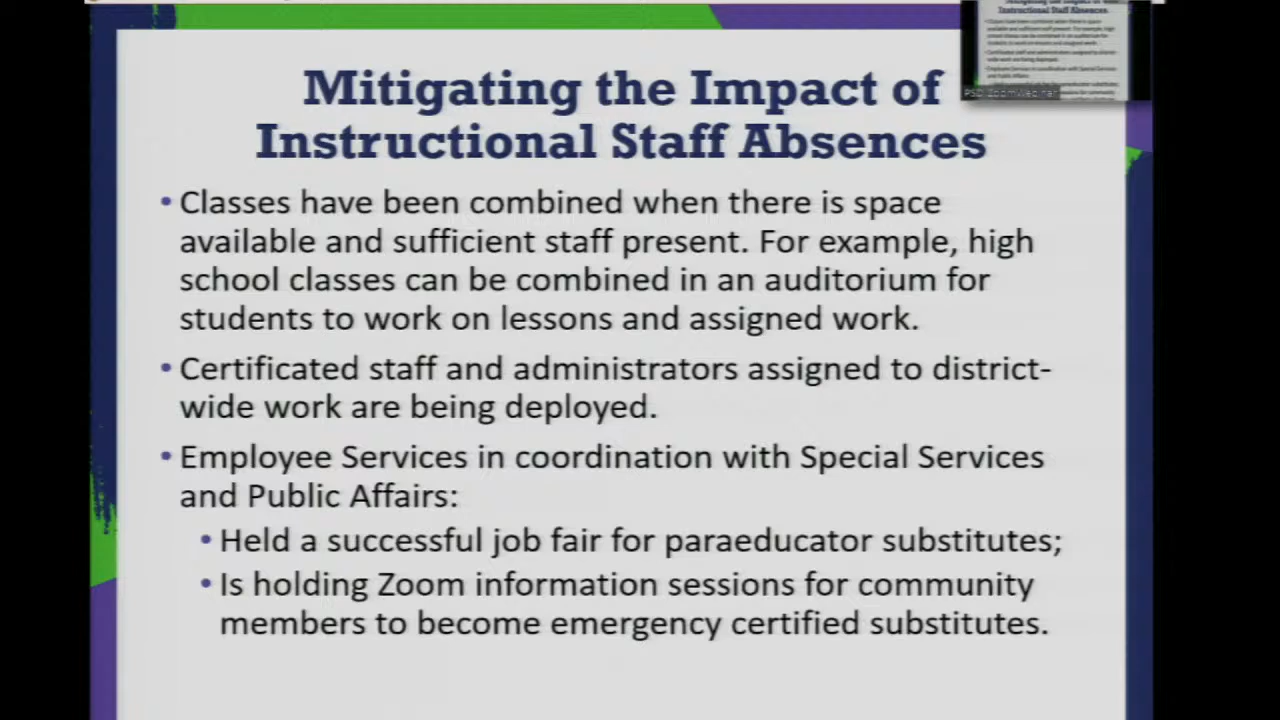 Mitigating the Impact of
Instructional Staff Absences
• Classes have been combined when there is space
available and sufficient staff present. For example, high
school classes can be combined in an auditorium for
students to work on lessons and assigned work.
• Certificated staff and administrators assigned to district-
wide work are being deployed.
• Employee Services in coordination with Special Services
and Public Affairs:
• Held a successful job fair for paraeducator substitutes;
• Is holding Zoom information sessions for community
members to become emergency certified substitutes.